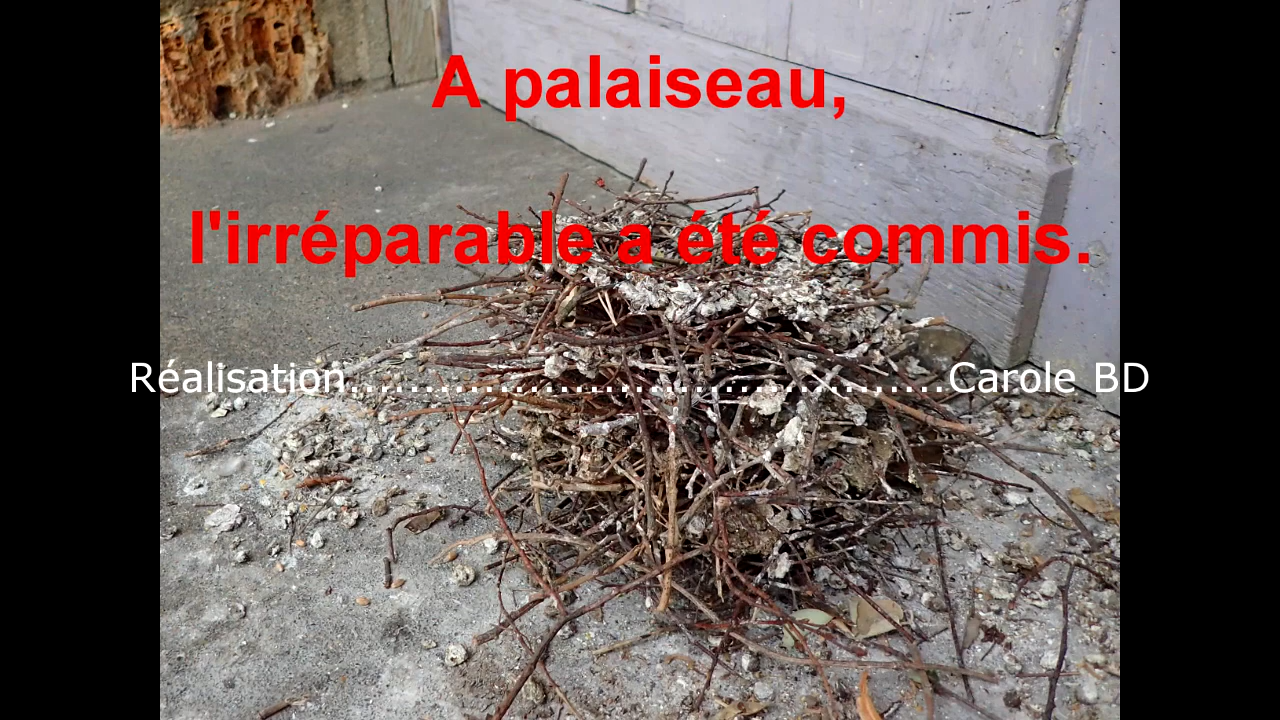 A palaiseau,
l'irréparable a été commis.
Réalisation........................................Carole BD